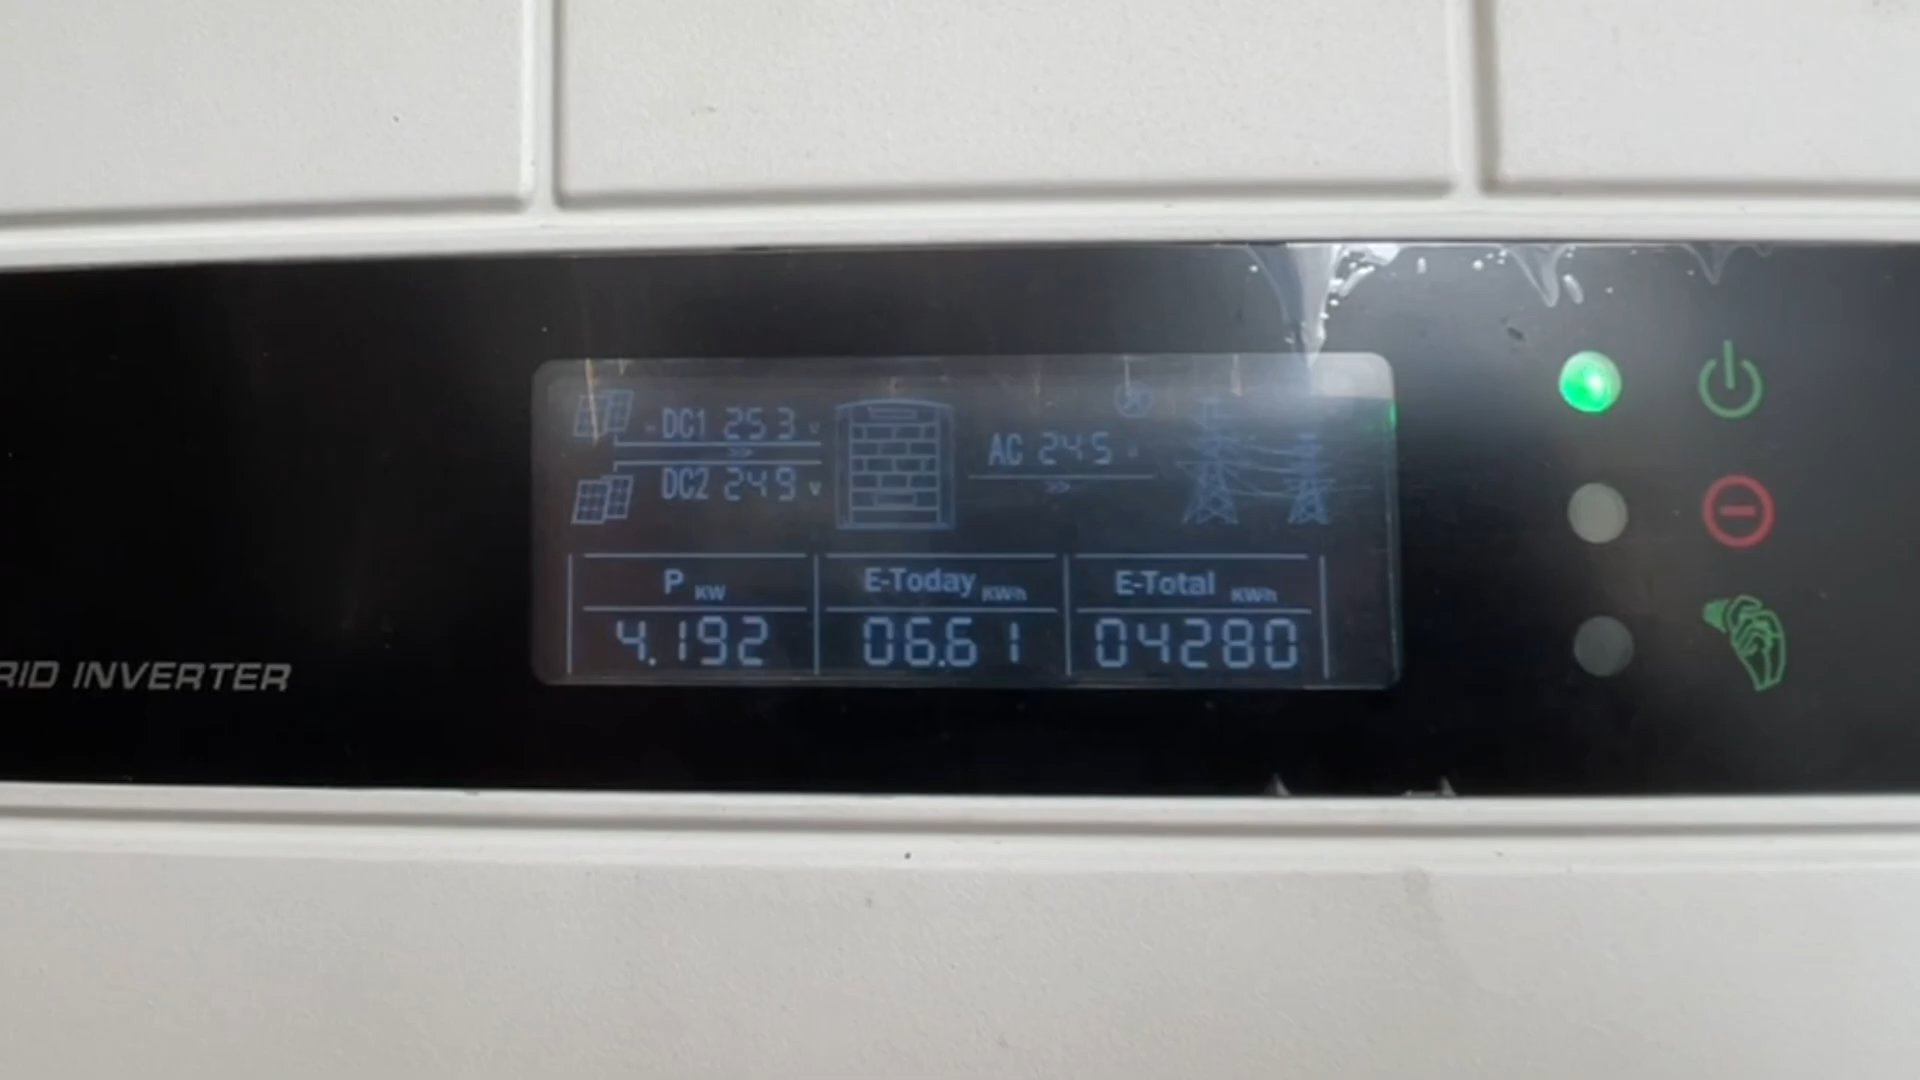 DC1 253 V
DC2 249 V
AC 245 V
P KW
4.192
E-Today KWh
06.61
E-Total KWh
04280
RID INVERTER